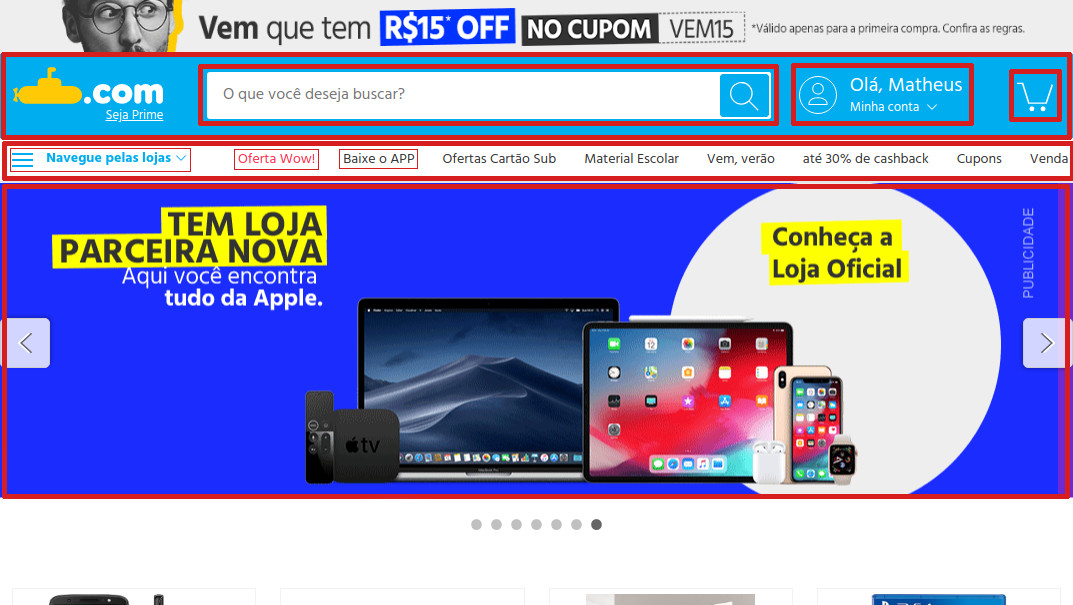 Vem que tem R$15* OFF NO CUPOM VEM15 *Válido apenas para a primeira compra. Confira as regras.
.com
Seja Prime
O que você deseja buscar?
Olá, Matheus
Minha conta
Navegue pelas lojas
Oferta Wow!
Baixe o APP
Ofertas Cartão Sub
Material Escolar
Vem, verão
até 30% de cashback
Cupons
Venda
TEM LOJA
PARCEIRA NOVA
Aqui você encontra
tudo da Apple.
Conheça a
Loja Oficial
PUBLICIDADE
tv